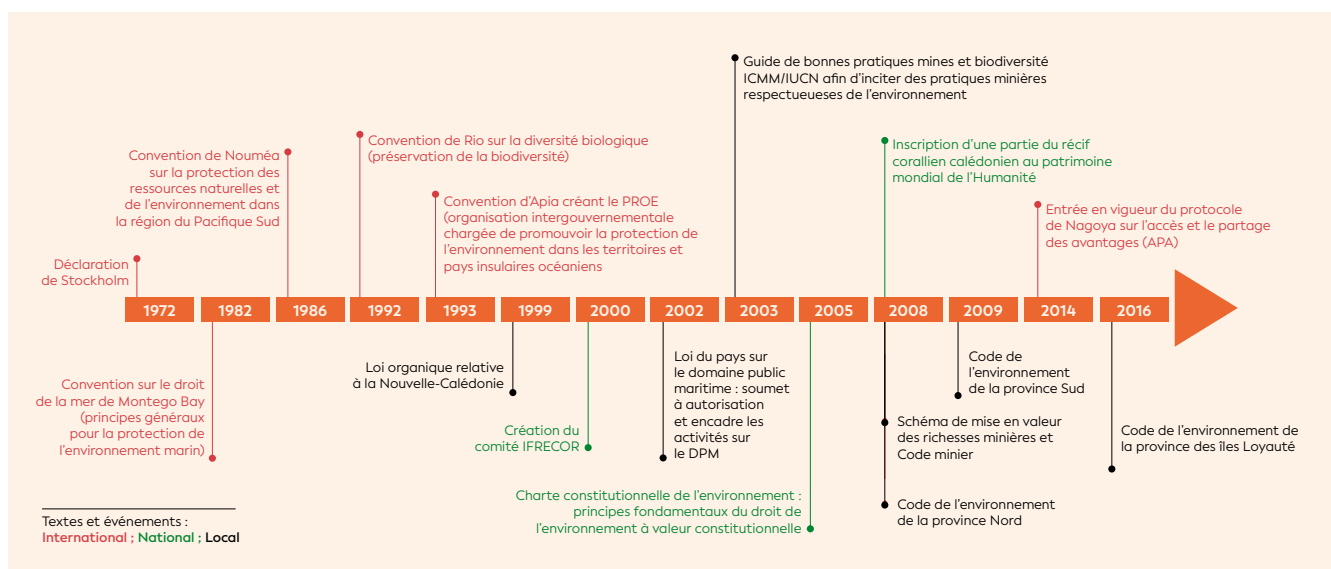 Guide de bonnes pratiques mines et biodiversité
ICMM/IUCN afin d'inciter des pratiques minières
respectueueses de l'environnement
Convention de Rio sur la diversité biologique
(préservation de la biodiversité)
Inscription d'une partie du récif
corallien calédonien au patrimoine
mondial de l'Humanité
Convention de Nouméa
sur la protection des
ressources naturelles et
de l'environnement dans
la région du Pacifique Sud
Convention d'Apia créant le PROE
(organisation intergouvernementale
chargée de promouvoir la protection de
l'environnement dans les territoires et
pays insulaires océaniens
Entrée en vigueur du protocole
de Nagoya sur l'accès et le partage
des avantages (APA)
Déclaration
de Stockholm
1972 1982 1986 1992 1993 1999 2000 2002 2003 2005 2008 2009 2014 2016
Convention sur le droit
de la mer de Montego Bay
(principes généraux
pour la protection de
l'environnement marin)
Loi organique relative
à la Nouvelle-Calédonie
Création du
comité IFRECOR
Loi du pays sur
le domaine public
maritime : soumet
à autorisation
et encadre les
activités sur
le DPM
Charte constitutionnelle de l'environnement :
principes fondamentaux du droit de
l'environnement à valeur constitutionnelle
Code de
l'environnement
de la province Sud
Schéma de mise en valeur
des richesses minières et
Code minier
Code de l'environnement
de la province Nord
Code de l'environnement de
la province des îles Loyauté
Textes et événements :
International ; National ; Local